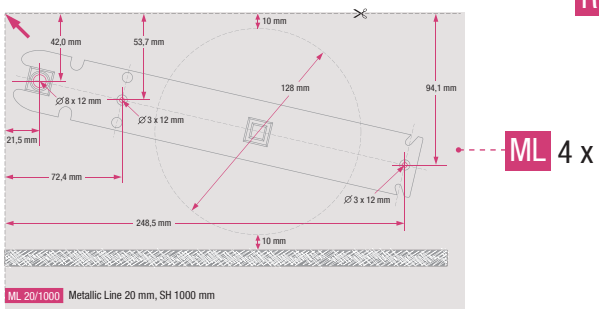 R
10 mm
42,0 mm
53,7 mm
128 mm
94,1 mm
Ø 8 x 12 mm
Ø 3 x 12 mm
21,5 mm
ML 4 x
72,4 mm
Ø 3 x 12 mm
248,5 mm
10 mm
ML 20/1000 Metallic Line 20 mm, SH 1000 mm